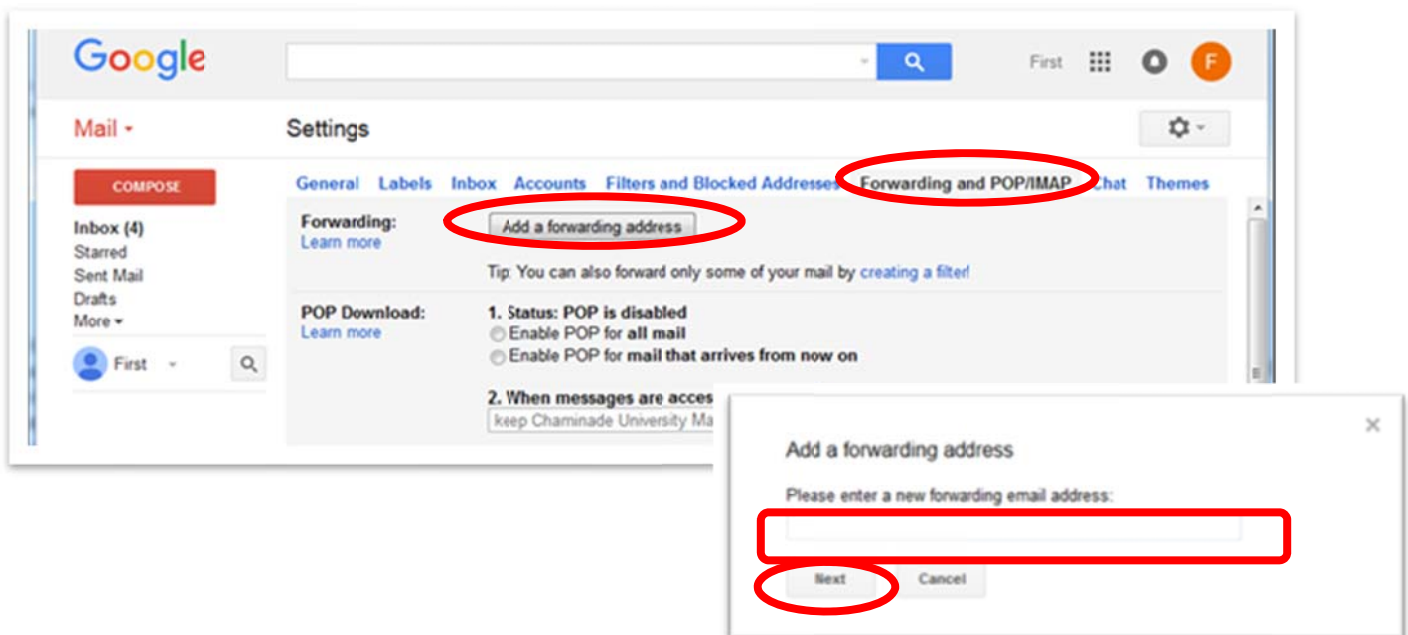 Google
First
F
Mail
Settings
COMPOSE
General Labels Inbox Accounts Filters and Blocked Addresses Forwarding and POP/IMAP Chat Themes
Inbox (4)
Starred
Sent Mail
Drafts
More
First
Forwarding:
Learn more
Add a forwarding address
Tip: You can also forward only some of your mail by creating a filter!
POP Download:
Learn more
1. Status: POP is disabled
Enable POP for all mail
Enable POP for mail that arrives from now on
2. When messages are acces
keep Chaminade University Ma
Add a forwarding address
Please enter a new forwarding email address:
Next Cancel